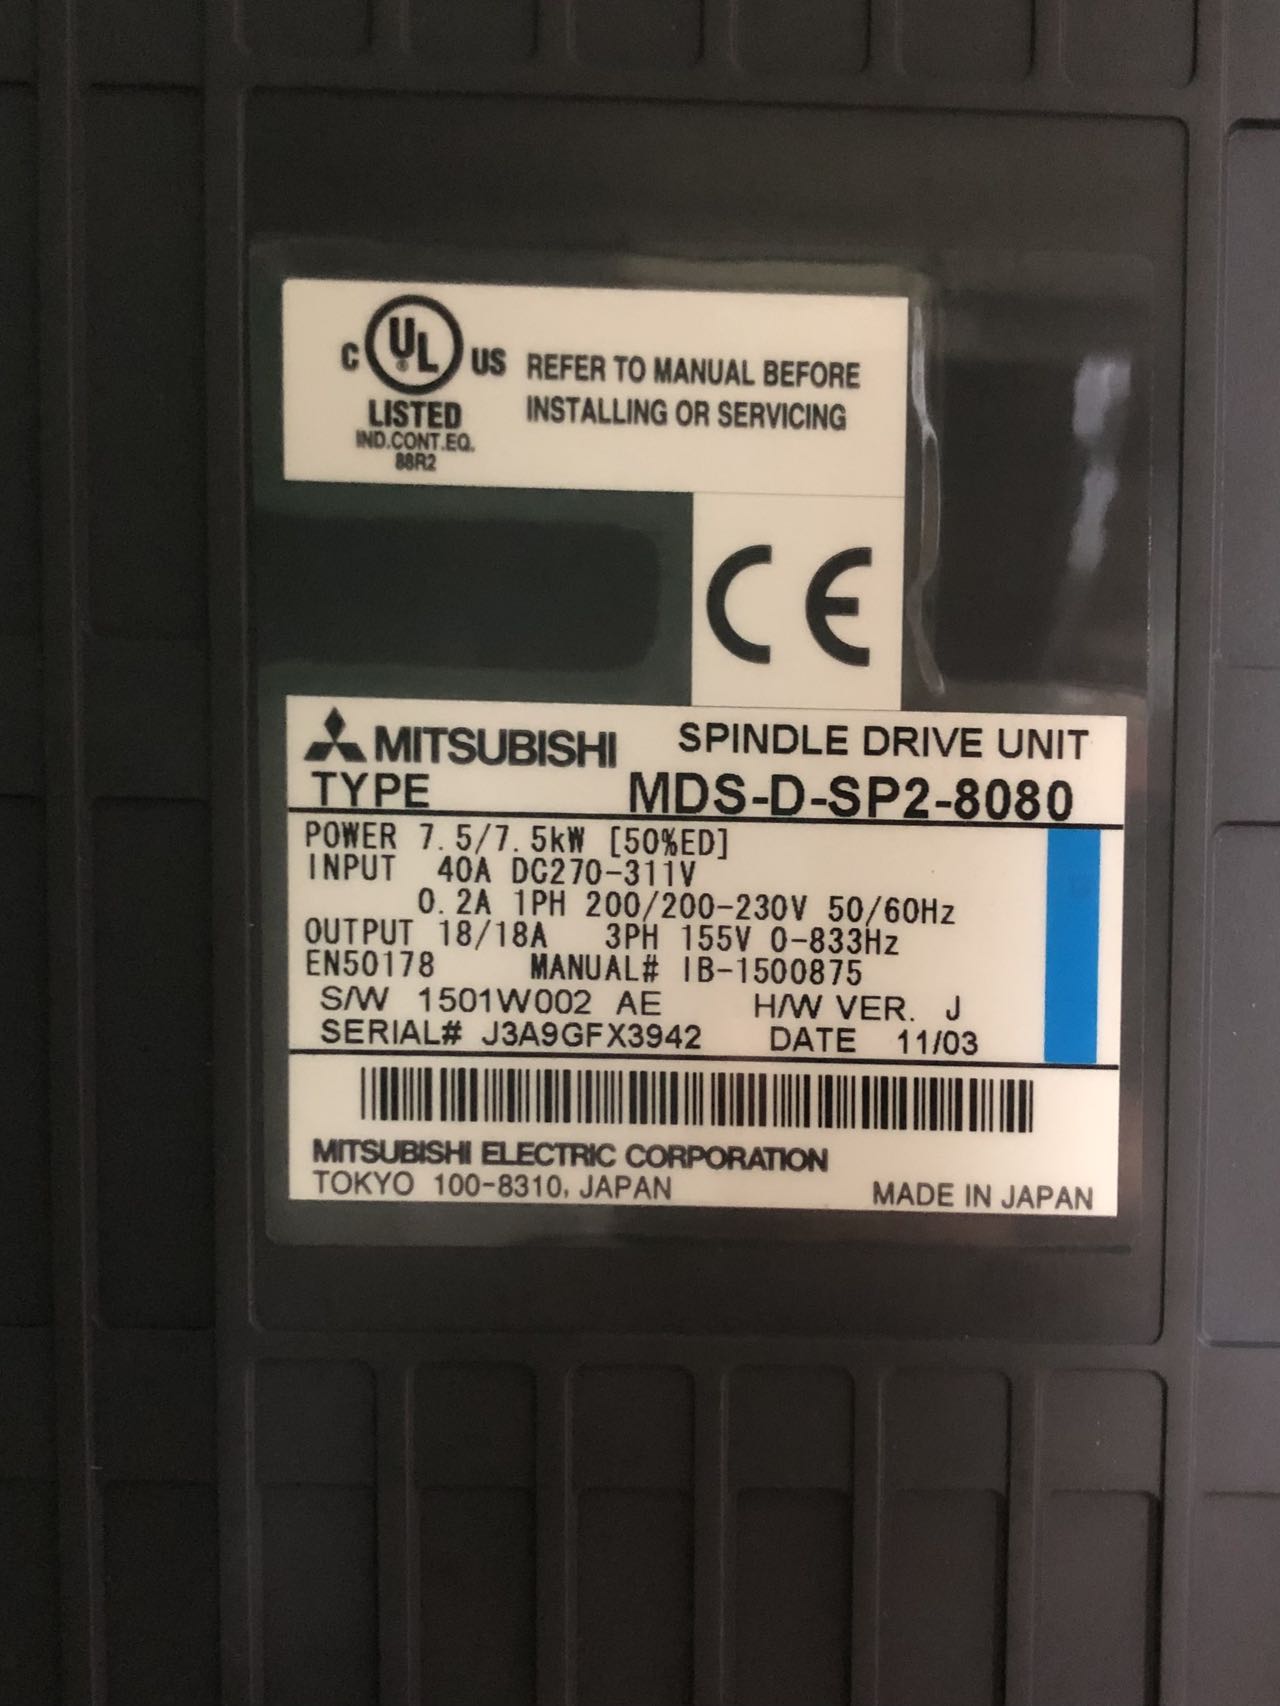 C UL US
LISTED
IND.CONT.EQ.
88R2
REFER TO MANUAL BEFORE
INSTALLING OR SERVICING
CE
MITSUBISHI SPINDLE DRIVE UNIT
TYPE MDS-D-SP2-8080
POWER 7.5/7.5kW [50%ED]
INPUT 40A DC270-311V
0.2A 1PH 200/200-230V 50/60Hz
OUTPUT 18/18A 3PH 155V 0-833Hz
EN50178 MANUAL# IB-1500875
S/W 1501W002 AE H/W VER. J
SERIAL# J3A9GFX3942 DATE 11/03
MITSUBISHI ELECTRIC CORPORATION
TOKYO 100-8310, JAPAN MADE IN JAPAN